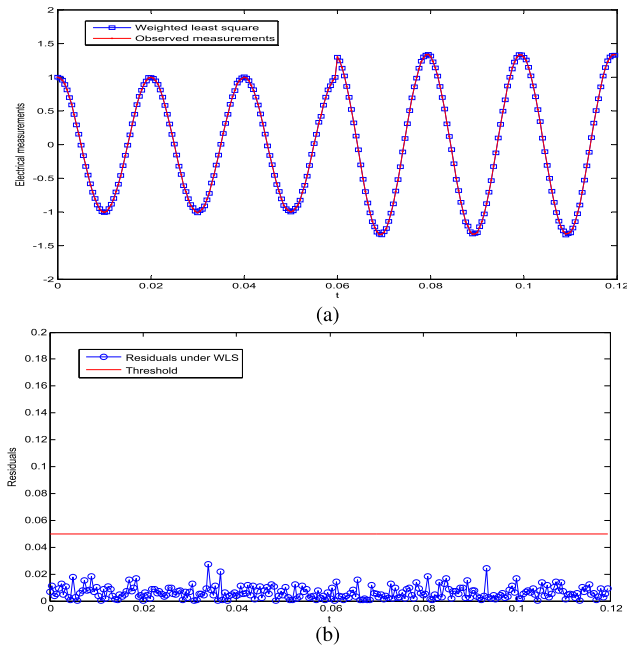 2
1.5
1
0.5
0
-0.5
-1
-1.5
-2
Electrical measurements
Weighted least square
Observed measurements
0 0.02 0.04 0.06 0.08 0.1 0.12
t
(a)
0.2
0.18
0.16
0.14
0.12
0.1
0.08
0.06
0.04
0.02
0
Residuals
Residuals under WLS
Threshold
0 0.02 0.04 0.06 0.08 0.1 0.12
t
(b)